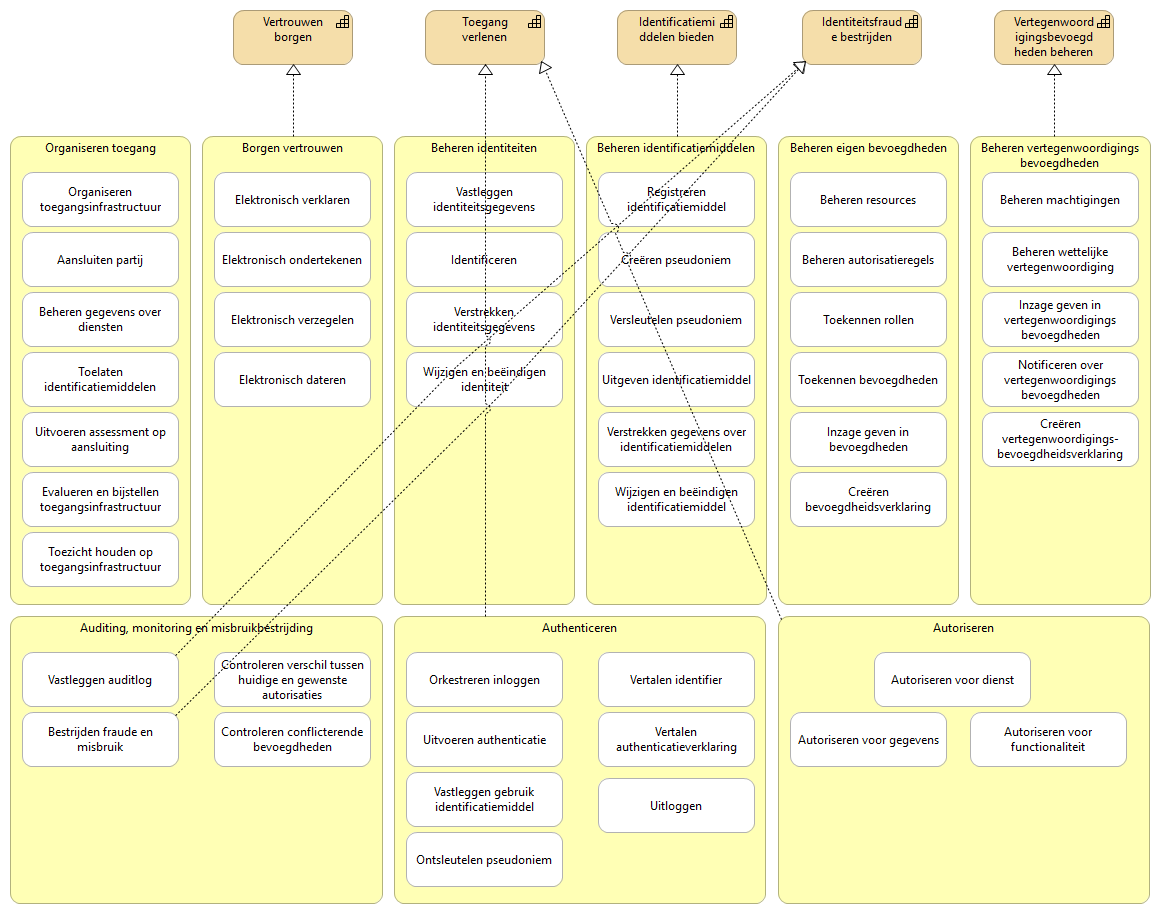 Vertrouwen
borgen
Toegang
verlenen
Identificatiemi
ddelen bieden
Identiteitsfraud
e bestrijden
Vertegenwoord
igingsbevoegd
heden beheren
Organiseren toegang
Organiseren
toegangsinfrastructuur
Aansluiten partij
Beheren gegevens over
diensten
Toelaten
identificatiemiddelen
Uitvoeren assessment op
aansluiting
Evalueren en bijstellen
toegangsinfrastructuur
Toezicht houden op
toegangsinfrastructuur
Borgen vertrouwen
Elektronisch verklaren
Elektronisch ondertekenen
Elektronisch verzegelen
Elektronisch dateren
Beheren identiteiten
Vastleggen
identiteitsgegevens
Identificeren
Verstrekken
identiteitsgegevens
Wijzigen en beëindigen
identiteit
Beheren identificatiemiddelen
Registreren
identificatiemiddel
Creëren pseudoniem
Versleutelen pseudoniem
Uitgeven identificatiemiddel
Verstrekken gegevens over
identificatiemiddelen
Wijzigen en beëindigen
identificatiemiddel
Beheren eigen bevoegdheden
Beheren resources
Beheren autorisatieregels
Toekennen rollen
Toekennen bevoegdheden
Inzage geven in
bevoegdheden
Creëren
bevoegdheidsverklaring
Beheren vertegenwoordigings
bevoegdheden
Beheren machtigingen
Beheren wettelijke
vertegenwoordiging
Inzage geven in
vertegenwoordigings
bevoegdheden
Notificeren over
vertegenwoordigings
bevoegdheden
Creëren
vertegenwoordigings-
bevoegdheidsverklaring
Auditing, monitoring en misbruikbestrijding
Vastleggen auditlog
Bestrijden fraude en
misbruik
Controleren verschil tussen
huidige en gewenste
autorisaties
Controleren conflicterende
bevoegdheden
Authenticeren
Orkestreren inloggen
Uitvoeren authenticatie
Vastleggen gebruik
identificatiemiddel
Ontsleutelen pseudoniem
Vertalen identifier
Vertalen
authenticatieverklaring
Uitloggen
Autoriseren
Autoriseren voor dienst
Autoriseren voor gegevens
Autoriseren voor
functionaliteit